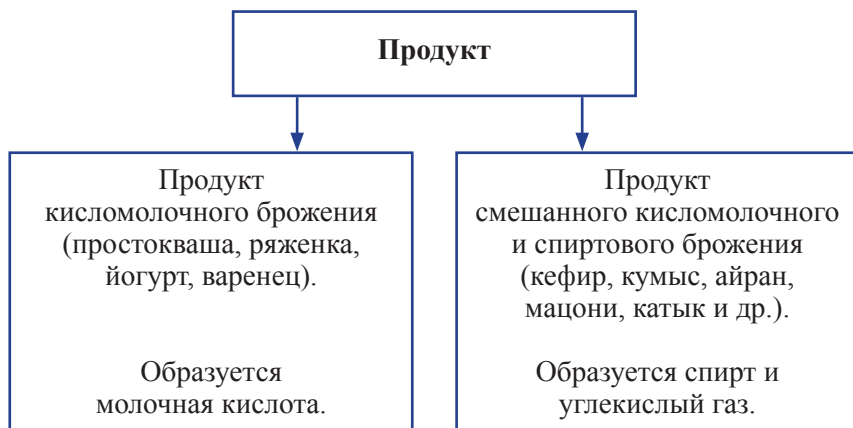 Продукт
Продукт
кисломолочного брожения
(простокваша, ряженка,
йогурт, варенец).
Образуется
молочная кислота.
Продукт
смешанного кисломолочного
и спиртового брожения
(кефир, кумыс, айран,
мацони, катык и др.).
Образуется спирт и
углекислый газ.